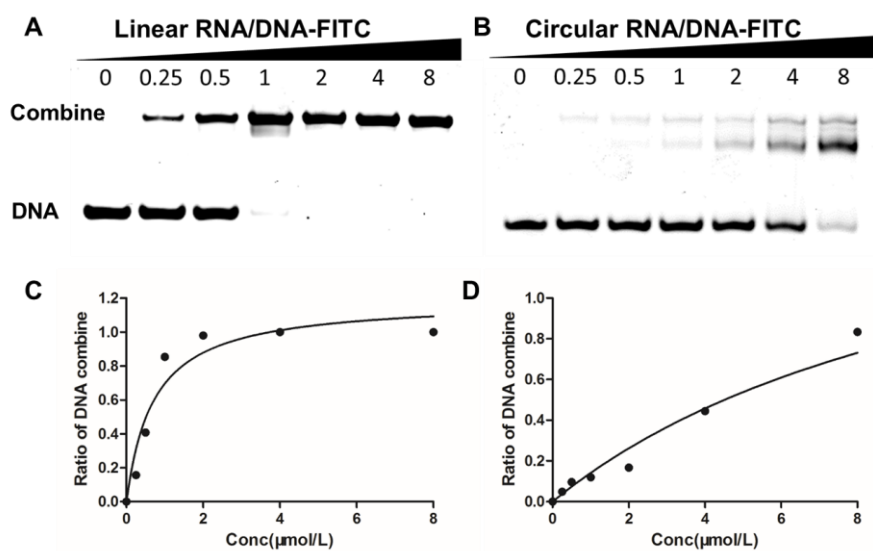 A Linear RNA/DNA-FITC
0 0.25 0.5 1 2 4 8
Combine
DNA
B Circular RNA/DNA-FITC
0 0.25 0.5 1 2 4 8
C
Ratio of DNA combine
1.2
1.0
0.8
0.6
0.4
0.2
0.0
0 2 4 6 8
Conc(μmol/L)
D
Ratio of DNA combine
1.0
0.8
0.6
0.4
0.2
0.0
0 2 4 6 8
Conc(μmol/L)